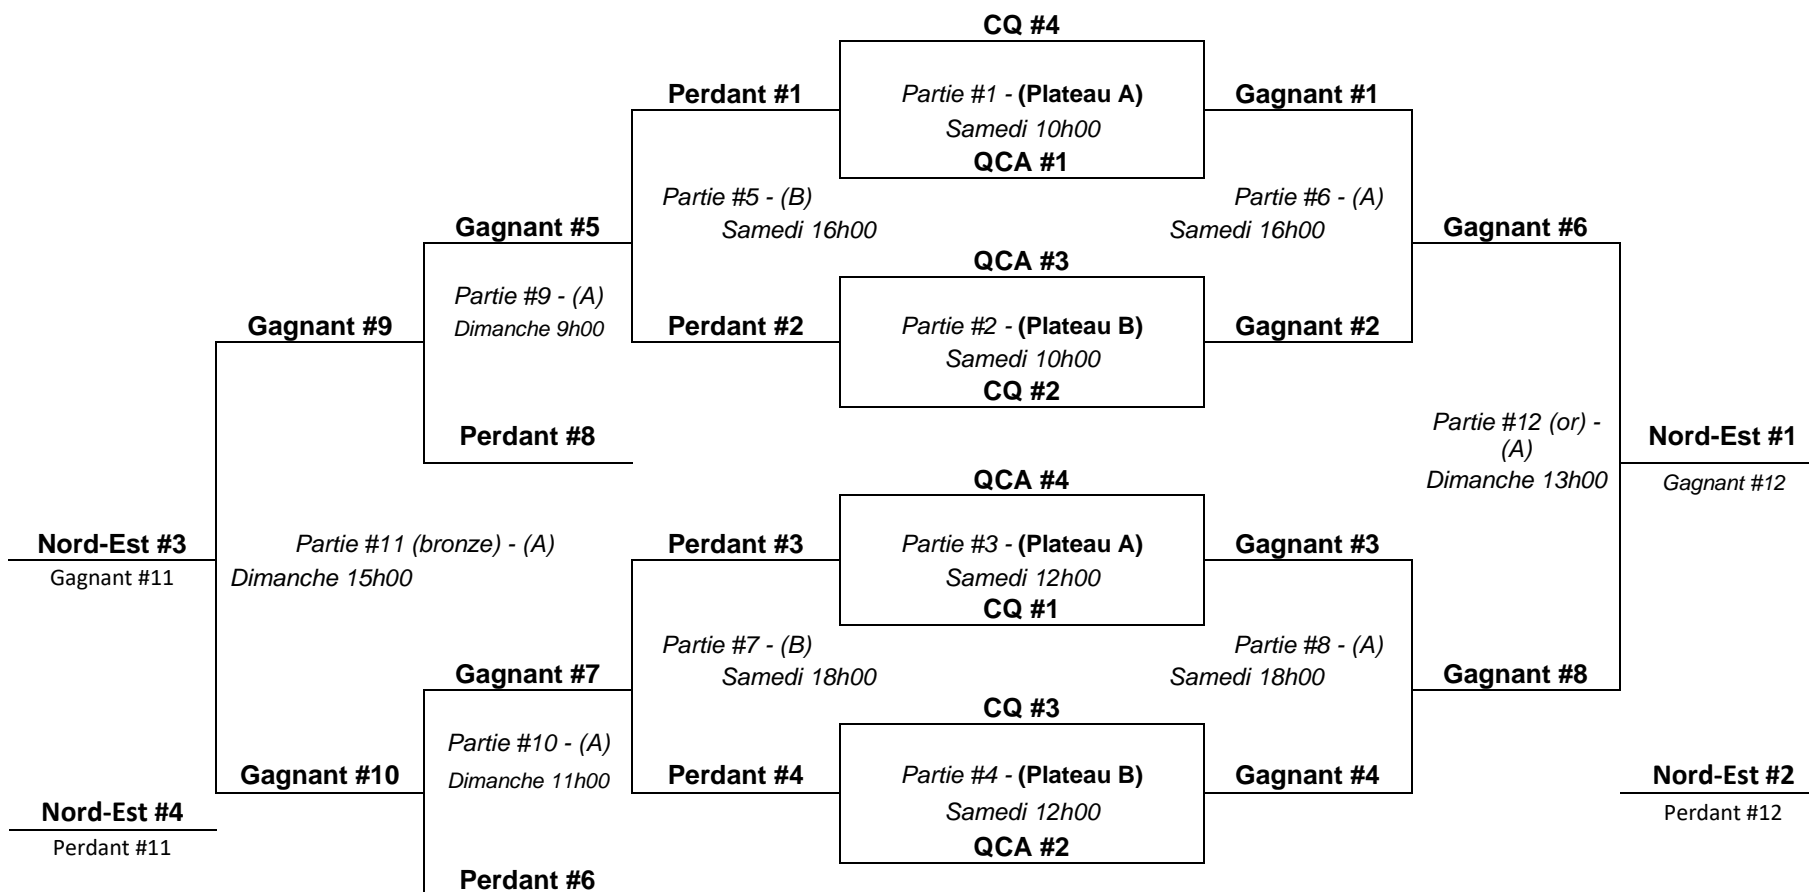 CQ #4
Perdant #1
Partie #1 - (Plateau A)
Gagnant #1
Samedi 10h00
QCA #1
Partie #5 - (B)
Partie #6 - (A)
Gagnant #5
Samedi 16h00
Samedi 16h00
Gagnant #6
QCA #3
Partie #9 - (A)
Gagnant #9
Dimanche 9h00
Perdant #2
Partie #2 - (Plateau B)
Gagnant #2
Samedi 10h00
CQ #2
Perdant #8
Partie #12 (or) -
(A)
Nord-Est #1
QCA #4
Dimanche 13h00
Gagnant #12
Nord-Est #3
Partie #11 (bronze) - (A)
Perdant #3
Partie #3 - (Plateau A)
Gagnant #3
Gagnant #11
Dimanche 15h00
Samedi 12h00
CQ #1
Partie #7 - (B)
Partie #8 - (A)
Gagnant #7
Samedi 18h00
Samedi 18h00
Gagnant #8
CQ #3
Partie #10 - (A)
Gagnant #10
Dimanche 11h00
Perdant #4
Partie #4 - (Plateau B)
Gagnant #4
Nord-Est #2
Nord-Est #4
Samedi 12h00
Perdant #12
Perdant #11
QCA #2
Perdant #6